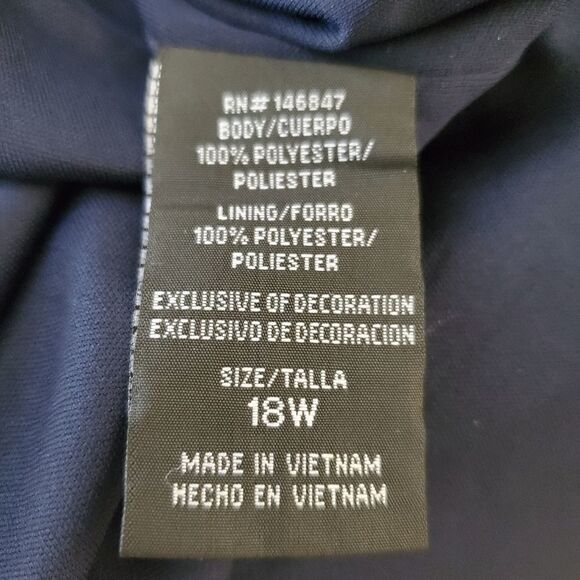 RN# 146847
BODY/CUERPO
100% POLYESTER/
POLIESTER
LINING/FORRO
100% POLYESTER/
POLIESTER
EXCLUSIVE OF DECORATION
EXCLUSIVO DE DECORACION
SIZE/TALLA
18W
MADE IN VIETNAM
HECHO EN VIETNAM